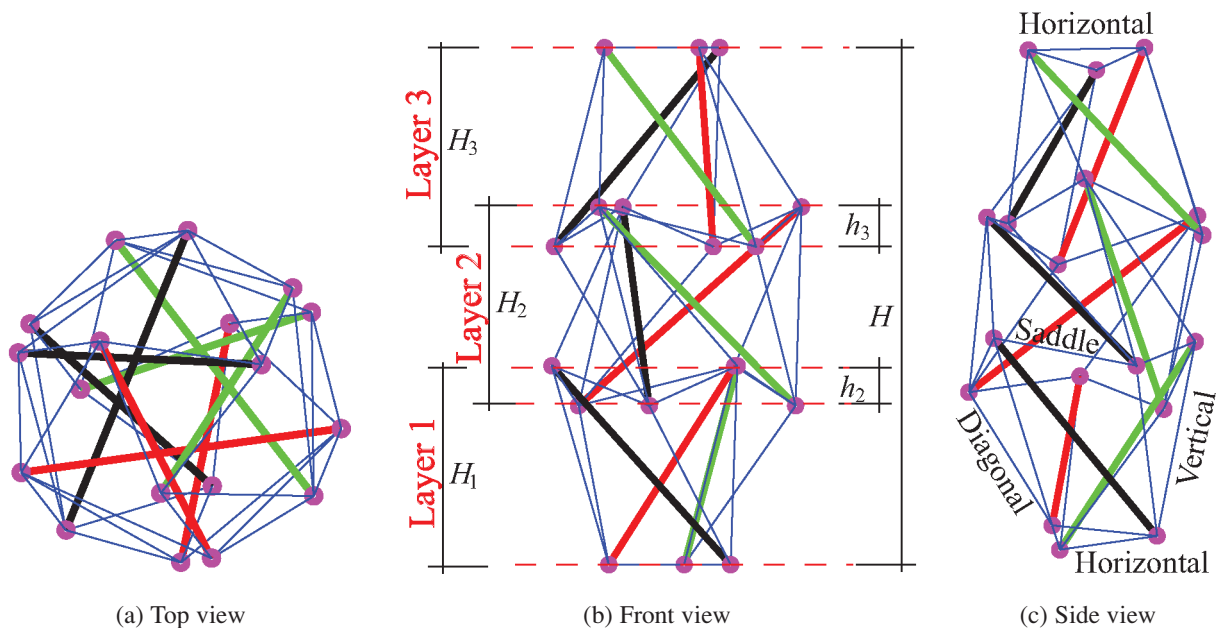 Layer 3
H₃
Layer 2
H₂
Layer 1
H₁
h₃
H
h₂
Horizontal
Saddle
Diagonal
Vertical
Horizontal
(a) Top view
(b) Front view
(c) Side view